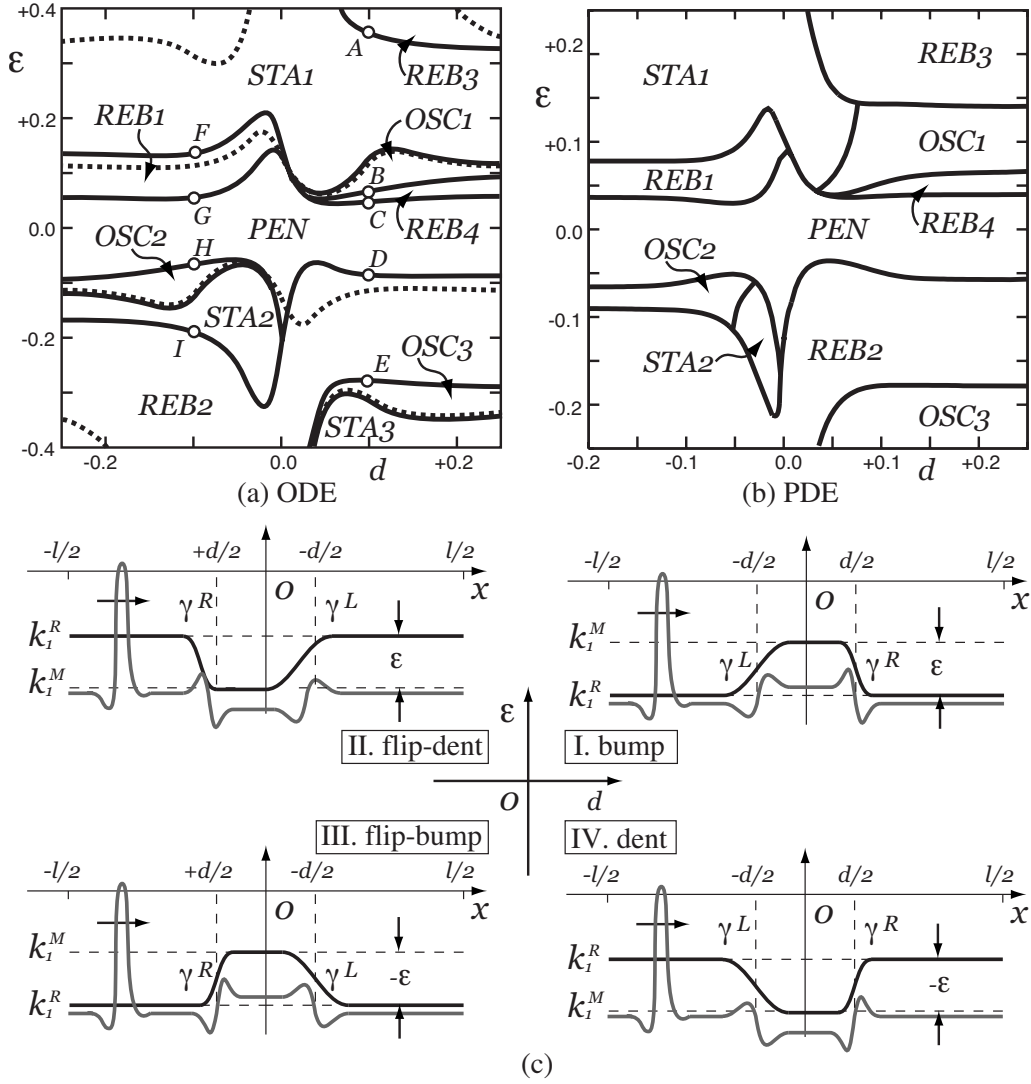 +0.4
+0.2
0.0
-0.2
-0.4
ε
-0.2
0.0
d
+0.2
STA1
A
REB3
REB1
F
OSC1
B
G
C
PEN
REB4
OSC2
H
D
STA2
I
OSC3
E
REB2
STA3
(a) ODE
+0.2
ε
+0.1
0.0
-0.1
-0.2
-0.2
-0.1
0.0
+0.1
d
+0.2
STA1
REB3
OSC1
REB1
REB4
PEN
OSC2
STA2
REB2
OSC3
(b) PDE
-l/2
+d/2
-d/2
l/2
O
x
γ^R
γ^L
k₁^R
ε
k₁^M
II. flip-dent
-l/2
-d/2
d/2
l/2
O
x
k₁^M
γ^L
γ^R
ε
k₁^R
I. bump
ε
O
d
III. flip-bump
-l/2
+d/2
-d/2
l/2
O
x
k₁^M
γ^R
γ^L
-ε
k₁^R
IV. dent
-l/2
-d/2
d/2
l/2
O
x
γ^L
γ^R
k₁^R
-ε
k₁^M
(c)